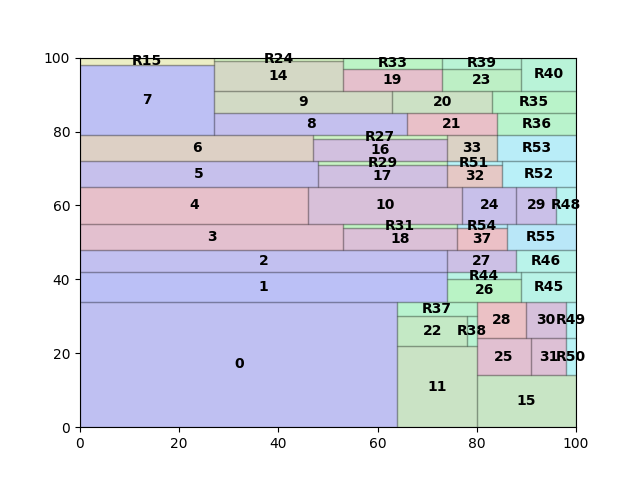 100
R15 R24 R33 R39
14 19 23 R40
7 9 20 R35
80
8 21 R36
R27
6 16 33 R53
R29 R51
5 17 32 R52
60
4 10 24 29 R48
R31 R54
3 18 37 R55
2 27 R46
40
R44
1 26 R45
R37
22 R38 28 30 R49
20
0 11 25 31 R50
15
0
0 20 40 60 80 100